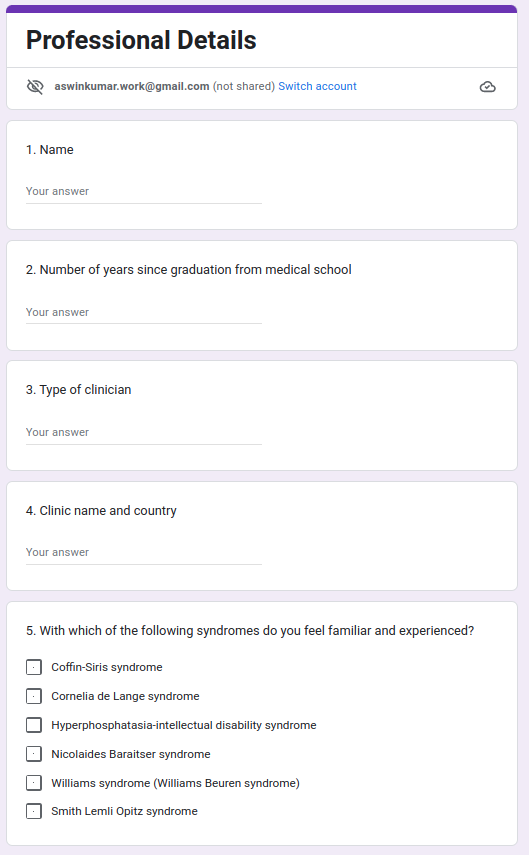 Professional Details
aswinkumar.work@gmail.com (not shared) Switch account
1. Name
Your answer
2. Number of years since graduation from medical school
Your answer
3. Type of clinician
Your answer
4. Clinic name and country
Your answer
5. With which of the following syndromes do you feel familiar and experienced?
Coffin-Siris syndrome
Cornelia de Lange syndrome
Hyperphosphatasia-intellectual disability syndrome
Nicolaides Baraitser syndrome
Williams syndrome (Williams Beuren syndrome)
Smith Lemli Opitz syndrome